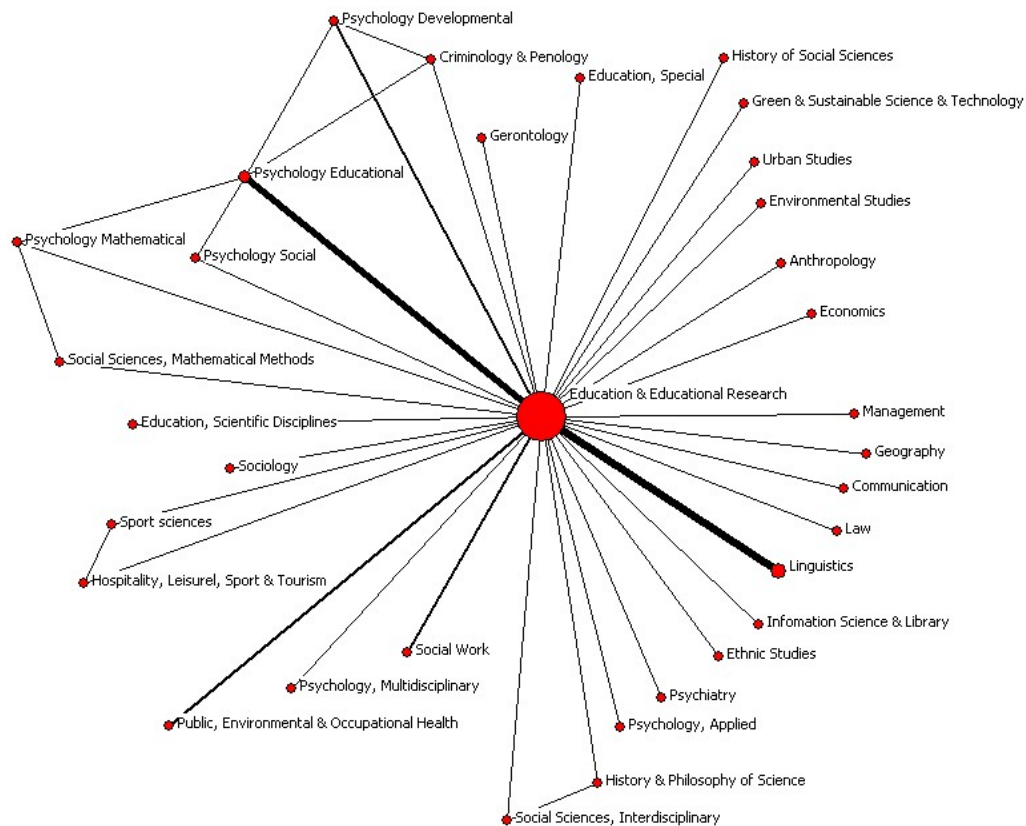 Psychology Developmental
Criminology & Penology
History of Social Sciences
Education, Special
Green & Sustainable Science & Technology
Gerontology
Urban Studies
Psychology Educational
Environmental Studies
Psychology Mathematical
Psychology Social
Anthropology
Economics
Social Sciences, Mathematical Methods
Education & Educational Research
Management
Education, Scientific Disciplines
Geography
Sociology
Communication
Sport sciences
Law
Linguistics
Hospitality, Leisurel, Sport & Tourism
Infomation Science & Library
Social Work
Ethnic Studies
Psychology, Multidisciplinary
Psychiatry
Public, Environmental & Occupational Health
Psychology, Applied
History & Philosophy of Science
Social Sciences, Interdisciplinary